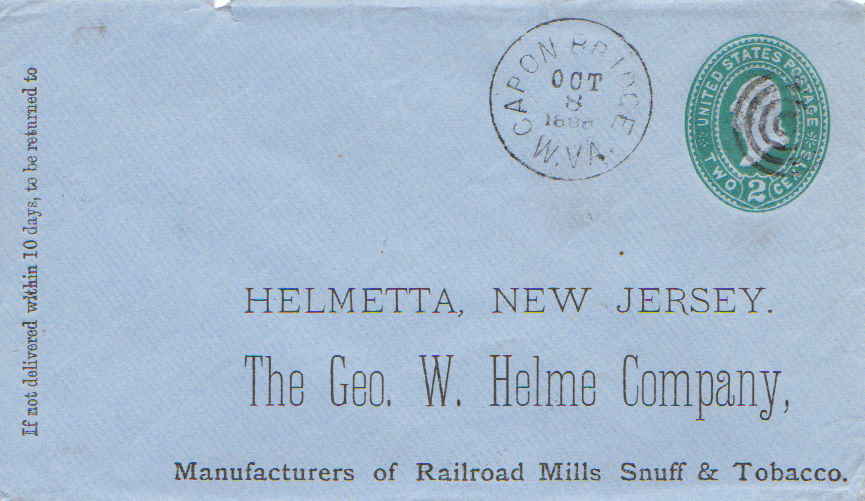 If not delivered within 10 days, to be returned to
CAPON BRIDGE
OCT
8
W.VA.
UNITED STATES POSTAGE
TWO 2 CENTS
HELMETTA, NEW JERSEY.
The Geo. W. Helme Company,
Manufacturers of Railroad Mills Snuff & Tobacco.